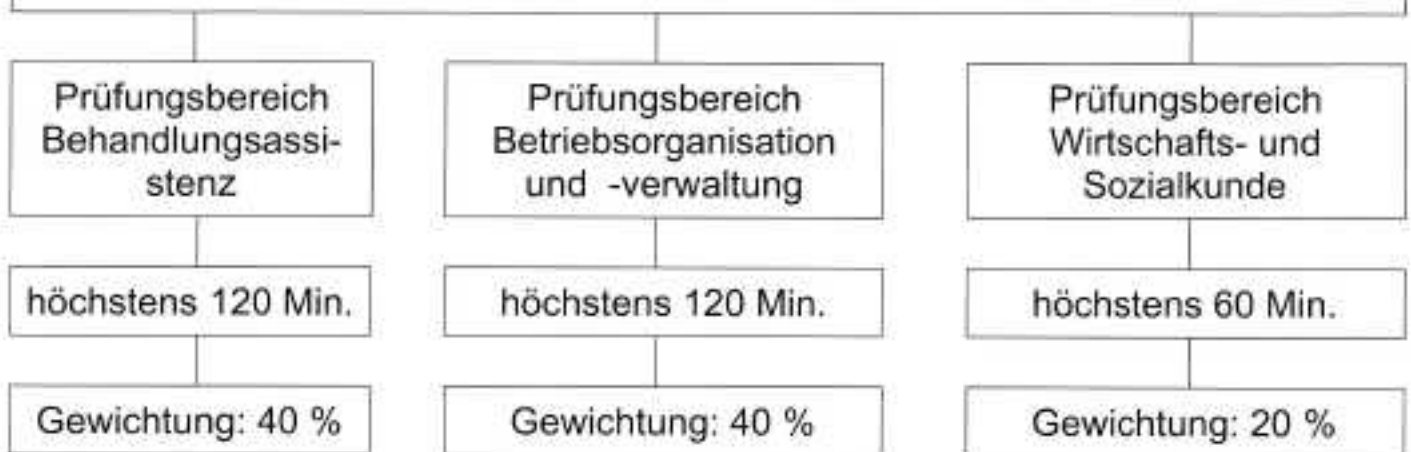 Prüfungsbereich
Behandlungsassi-
stenz
Prüfungsbereich
Betriebsorganisation
und -verwaltung
Prüfungsbereich
Wirtschafts- und
Sozialkunde
höchstens 120 Min.
höchstens 120 Min.
höchstens 60 Min.
Gewichtung: 40 %
Gewichtung: 40 %
Gewichtung: 20 %